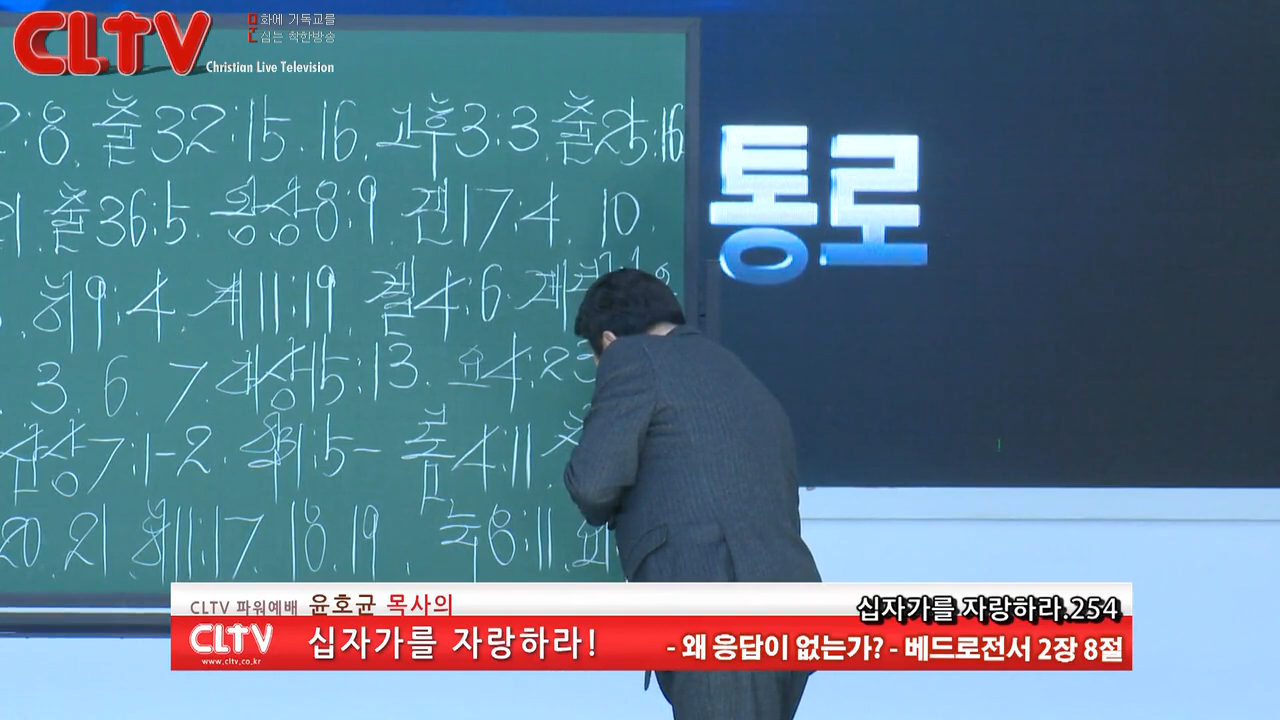 CLTV
문화에 기독교를
심는 착한방송
Christian Live Television
:8. 출32:15. 16. 고후3:3. 출25:16
출36:5. 왕상8:9. 겔17:4. 10.
히9:4. 계11:19. 겔4:6.
3. 6. 7. 대상15:13. 요4:23
삼상7:1-2. 4:11.
20. 21. 롬11:17. 18. 19. 눅6:11.
통로
CLTV 파워예배 윤호균 목사의
십자가를 자랑하라.254
CLTV
www.cltv.co.kr
십자가를 자랑하라!
- 왜 응답이 없는가? - 베드로전서 2장 8절